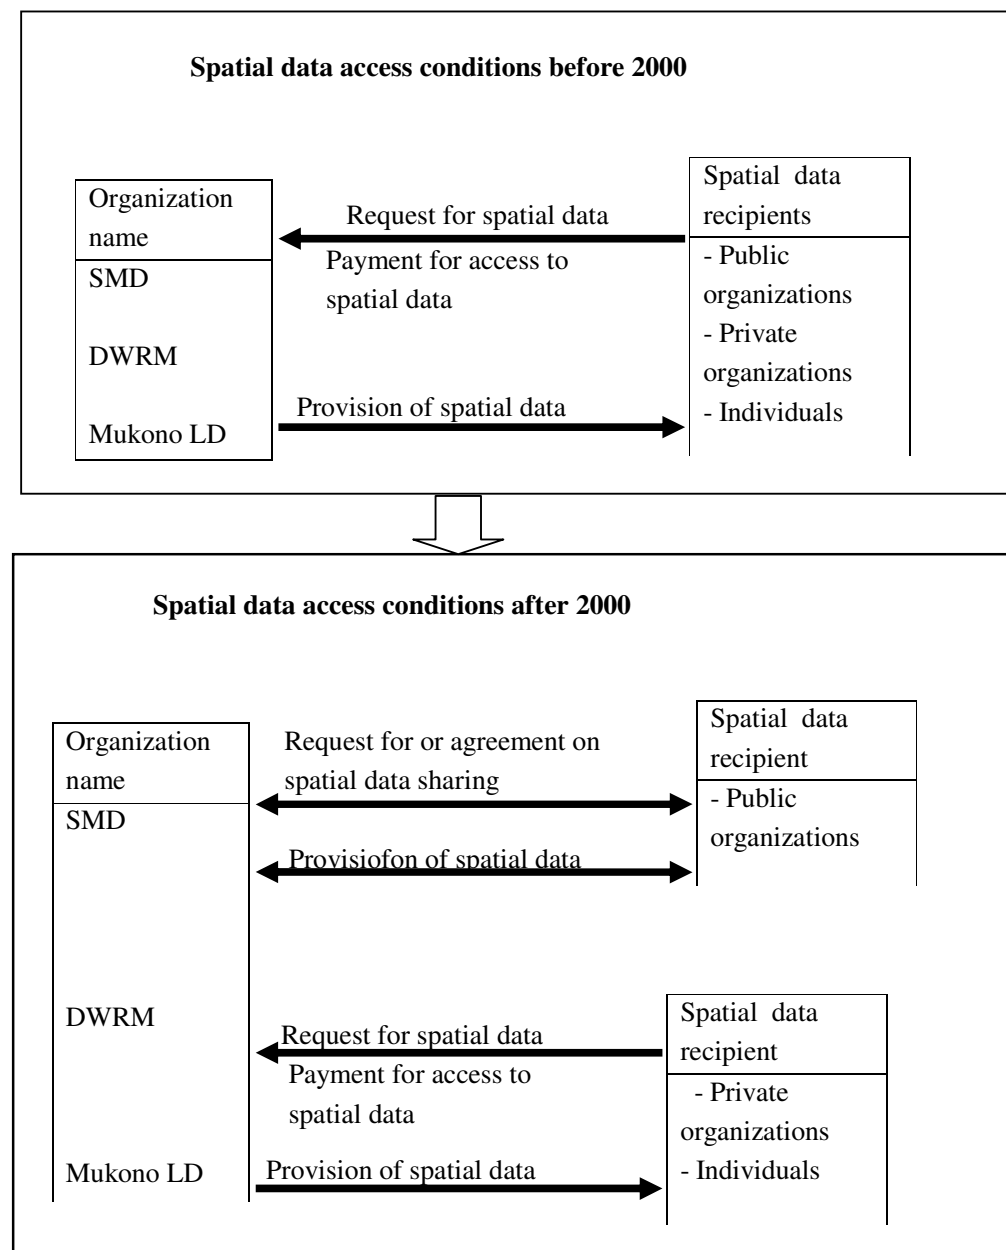 Spatial data access conditions before 2000
Organization
name
SMD
DWRM
Mukono LD
Request for spatial data
Payment for access to
spatial data
Provision of spatial data
Spatial data
recipients
- Public
organizations
- Private
organizations
- Individuals
Spatial data access conditions after 2000
Organization
name
SMD
DWRM
Mukono LD
Request for or agreement on
spatial data sharing
Provisiofon of spatial data
Spatial data
recipient
- Public
organizations
Request for spatial data
Payment for access to
spatial data
Provision of spatial data
Spatial data
recipient
- Private
organizations
- Individuals